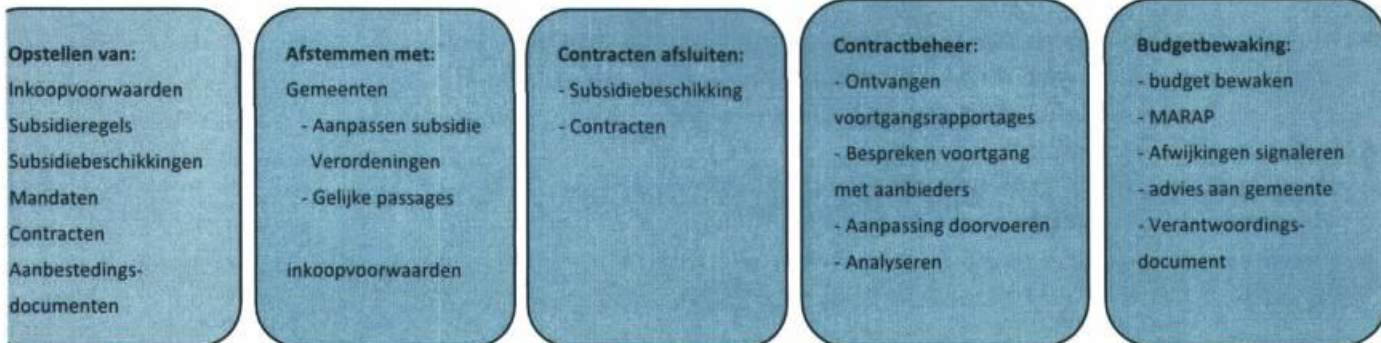 Opstellen van:
Inkoopvoorwaarden
Subsidieregels
Subsidiebeschikkingen
Mandaten
Contracten
Aanbestedings-
documenten
Afstemmen met:
Gemeenten
- Aanpassen subsidie
Verordeningen
- Gelijke passages
inkoopvoorwaarden
Contracten afsluiten:
- Subsidiebeschikking
- Contracten
Contractbeheer:
- Ontvangen
voortgangsrapportages
- Bespreken voortgang
met aanbieders
- Aanpassing doorvoeren
- Analyseren
Budgetbewaking:
- budget bewaken
- MARAP
- Afwijkingen signaleren
- advies aan gemeente
- Verantwoordings-
document